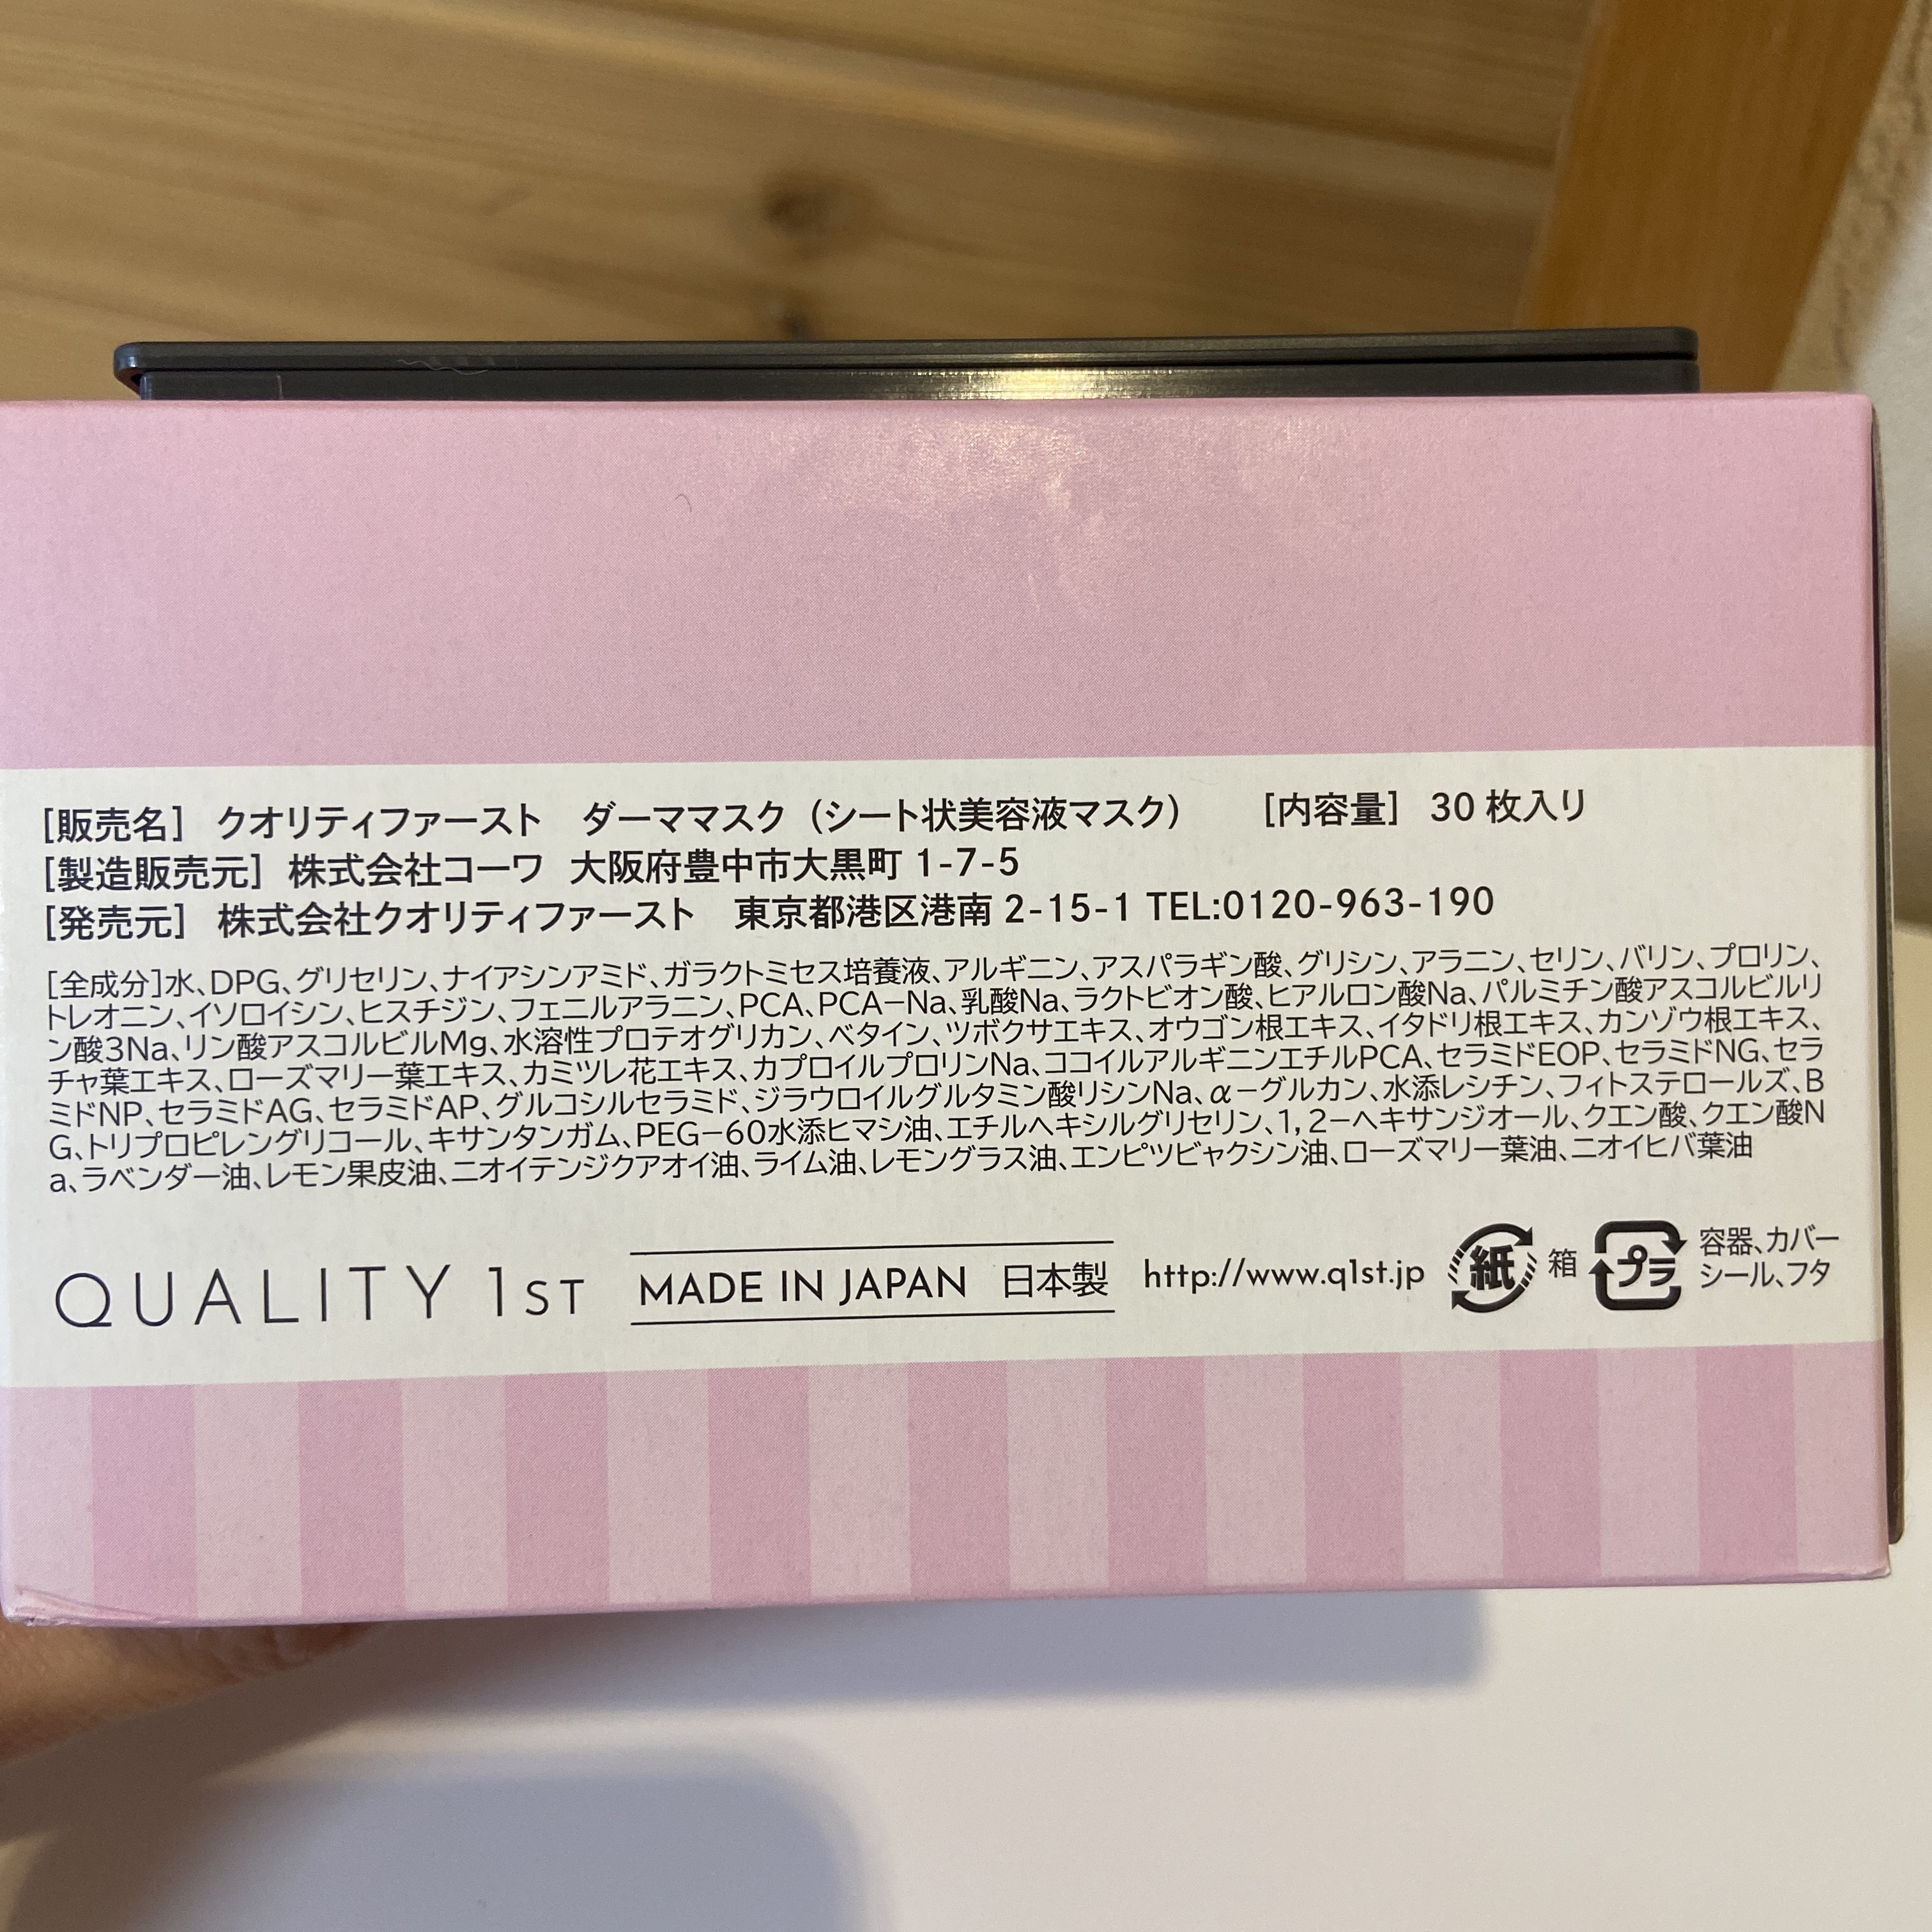 [販売名] クオリティファースト ダーママスク (シート状美容液マスク) [内容量] 30枚入り
[製造販売元] 株式会社コーワ 大阪府豊中市大黒町 1-7-5
[発売元] 株式会社クオリティファースト 東京都港区港南 2-15-1 TEL:0120-963-190
[全成分]水、DPG、グリセリン、ナイアシンアミド、ガラクトミセス培養液、アルギニン、アスパラギン酸、グリシン、アラニン、セリン、バリン、プロリン、
トレオニン、イソロイシン、ヒスチジン、フェニルアラニン、PCA、PCA−Na、乳酸Na、ラクトビオン酸、ヒアルロン酸Na、パルミチン酸アスコルビルリ
ン酸3Na、リン酸アスコルビルMg、水溶性プロテオグリカン、ベタイン、ツボクサエキス、オウゴン根エキス、イタドリ根エキス、カンゾウ根エキス、
チャ葉エキス、ローズマリー葉エキス、カミツレ花エキス、カプロイルプロリンNa、ココイルアルギニンエチルPCA、セラミドEOP、セラミドNG、セラ
ミドNP、セラミドAG、セラミドAP、グルコシルセラミド、ジラウロイルグルタミン酸リシンNa、α−グルカン、水添レシチン、フィトステロールズ、B
G、トリプロピレングリコール、キサンタンガム、PEG−60水添ヒマシ油、エチルヘキシルグリセリン、1,2−ヘキサンジオール、クエン酸、クエン酸N
a、ラベンダー油、レモン果皮油、ニオイテンジクアオイ油、ライム油、レモングラス油、エンピツビャクシン油、ローズマリー葉油、ニオイヒバ葉油
QUALITY 1ST MADE IN JAPAN 日本製 http://www.q1st.jp 紙 箱 プラ 容器、カバー
シール、フタ